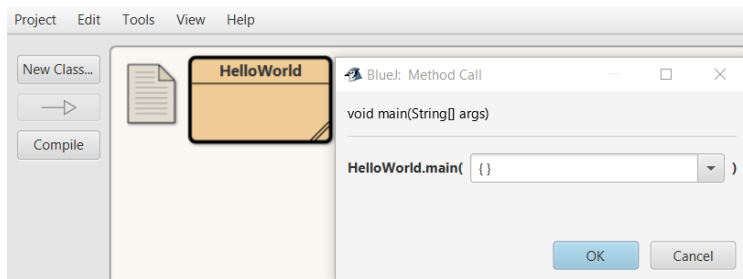 Project Edit Tools View Help
New Class...
Compile
HelloWorld
BlueJ: Method Call
void main(String[] args)
HelloWorld.main( { } )
OK Cancel